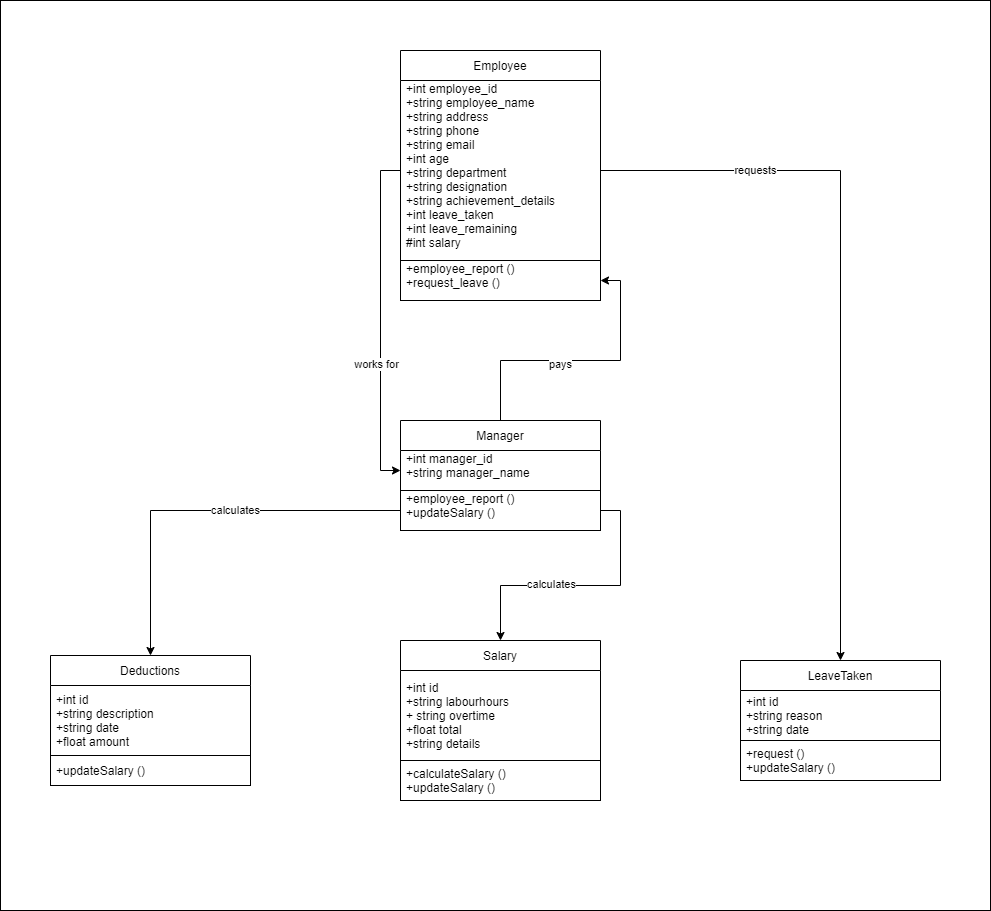 Employee
+int employee_id
+string employee_name
+string address
+string phone
+string email
+int age
+string department
+string designation
+string achievement_details
+int leave_taken
+int leave_remaining
#int salary
+employee_report ()
+request_leave ()
requests
works for
pays
Manager
+int manager_id
+string manager_name
+employee_report ()
+updateSalary ()
calculates
calculates
Deductions
+int id
+string description
+string date
+float amount
+updateSalary ()
Salary
+int id
+string labourhours
+ string overtime
+float total
+string details
+calculateSalary ()
+updateSalary ()
LeaveTaken
+int id
+string reason
+string date
+request ()
+updateSalary ()